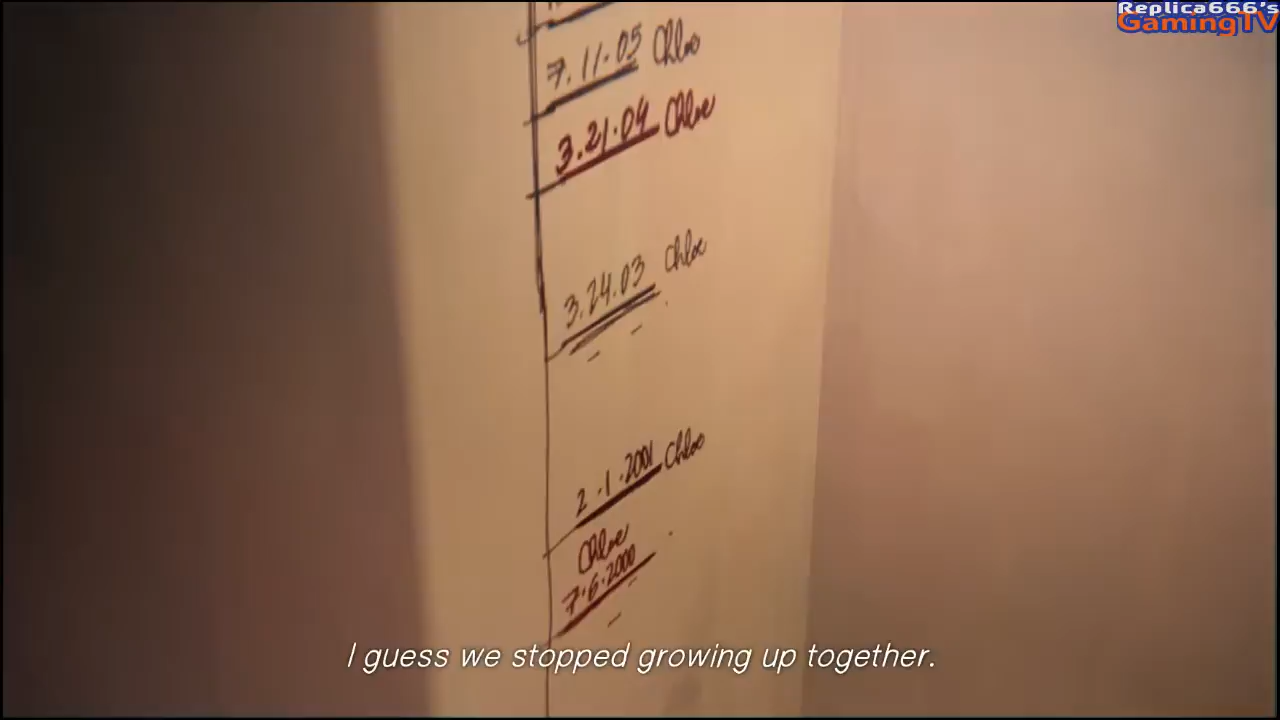 Replica666's
GamingTV
7.11.05 Chloe
3.21.04 Chloe
3.24.03 Chloe
2.1.2001 Chloe
Chloe
7.6.2000
I guess we stopped growing up together.